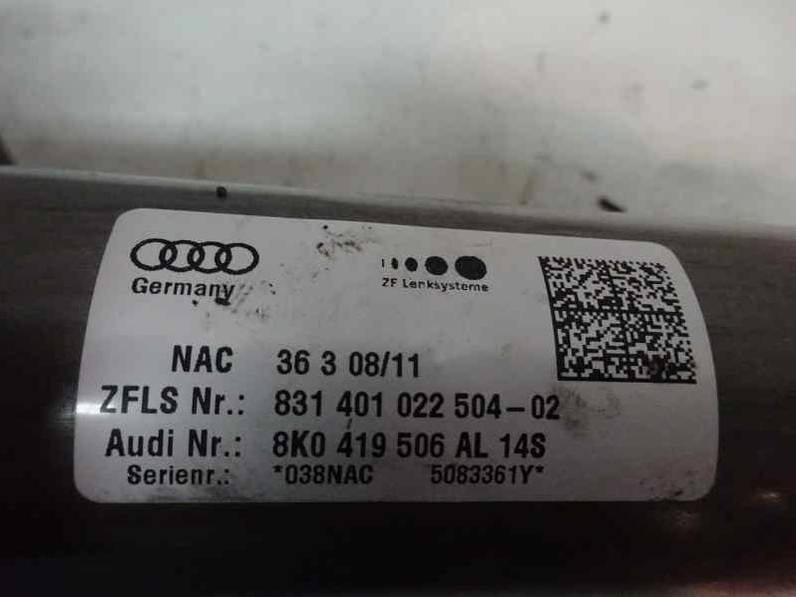 Germany
ZF Lenksysteme
NAC 36 3 08/11
ZFLS Nr.: 831 401 022 504-02
Audi Nr.: 8K0 419 506 AL 14S
Serienr.: *038NAC 5083361Y*